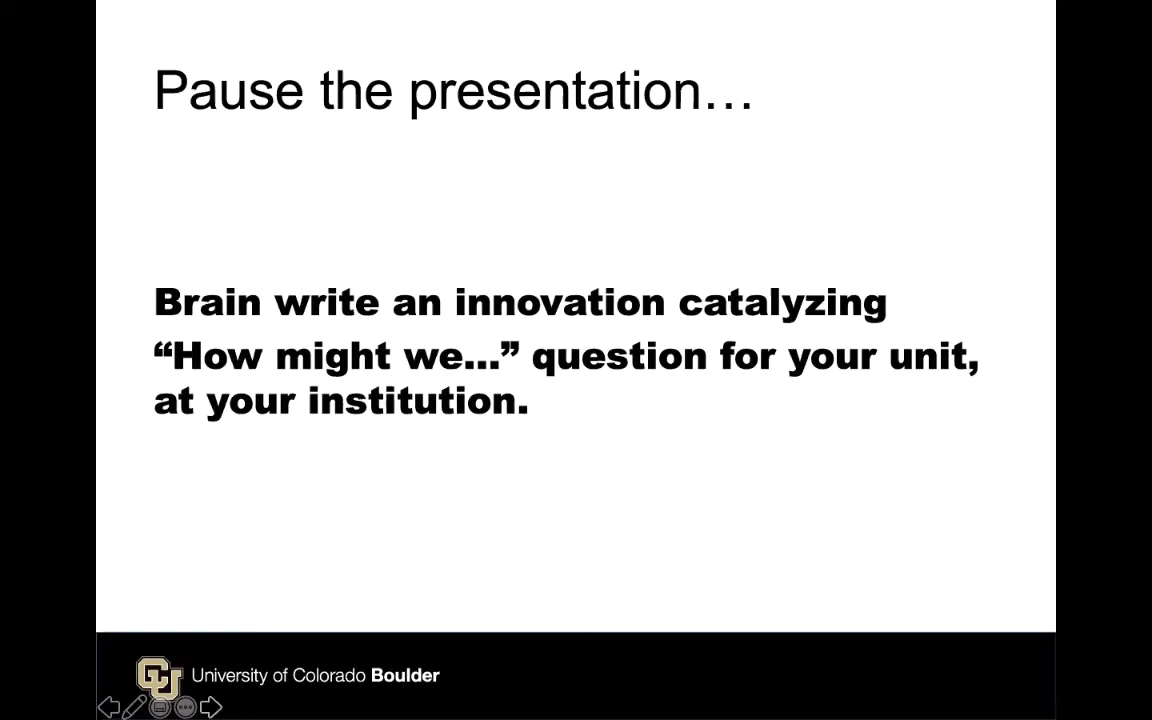 Pause the presentation…
Brain write an innovation catalyzing
“How might we…” question for your unit,
at your institution.
CU
University of Colorado Boulder